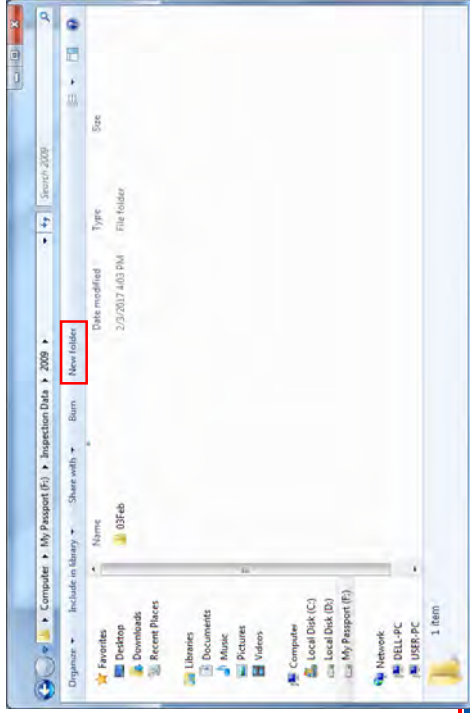 Computer ▸ My Passport (F:) ▸ Inspection Data ▸ 2009 ▸
Search 2009
Organize ▾ Include in library ▾ Share with ▾ Burn New folder
Favorites
Desktop
Downloads
Recent Places
Libraries
Documents
Music
Pictures
Videos
Computer
Local Disk (C:)
Local Disk (D:)
My Passport (F:)
Network
DELL-PC
USER-PC
Name Date modified Type Size
03Feb 2/3/2017 4:03 PM File folder
1 item